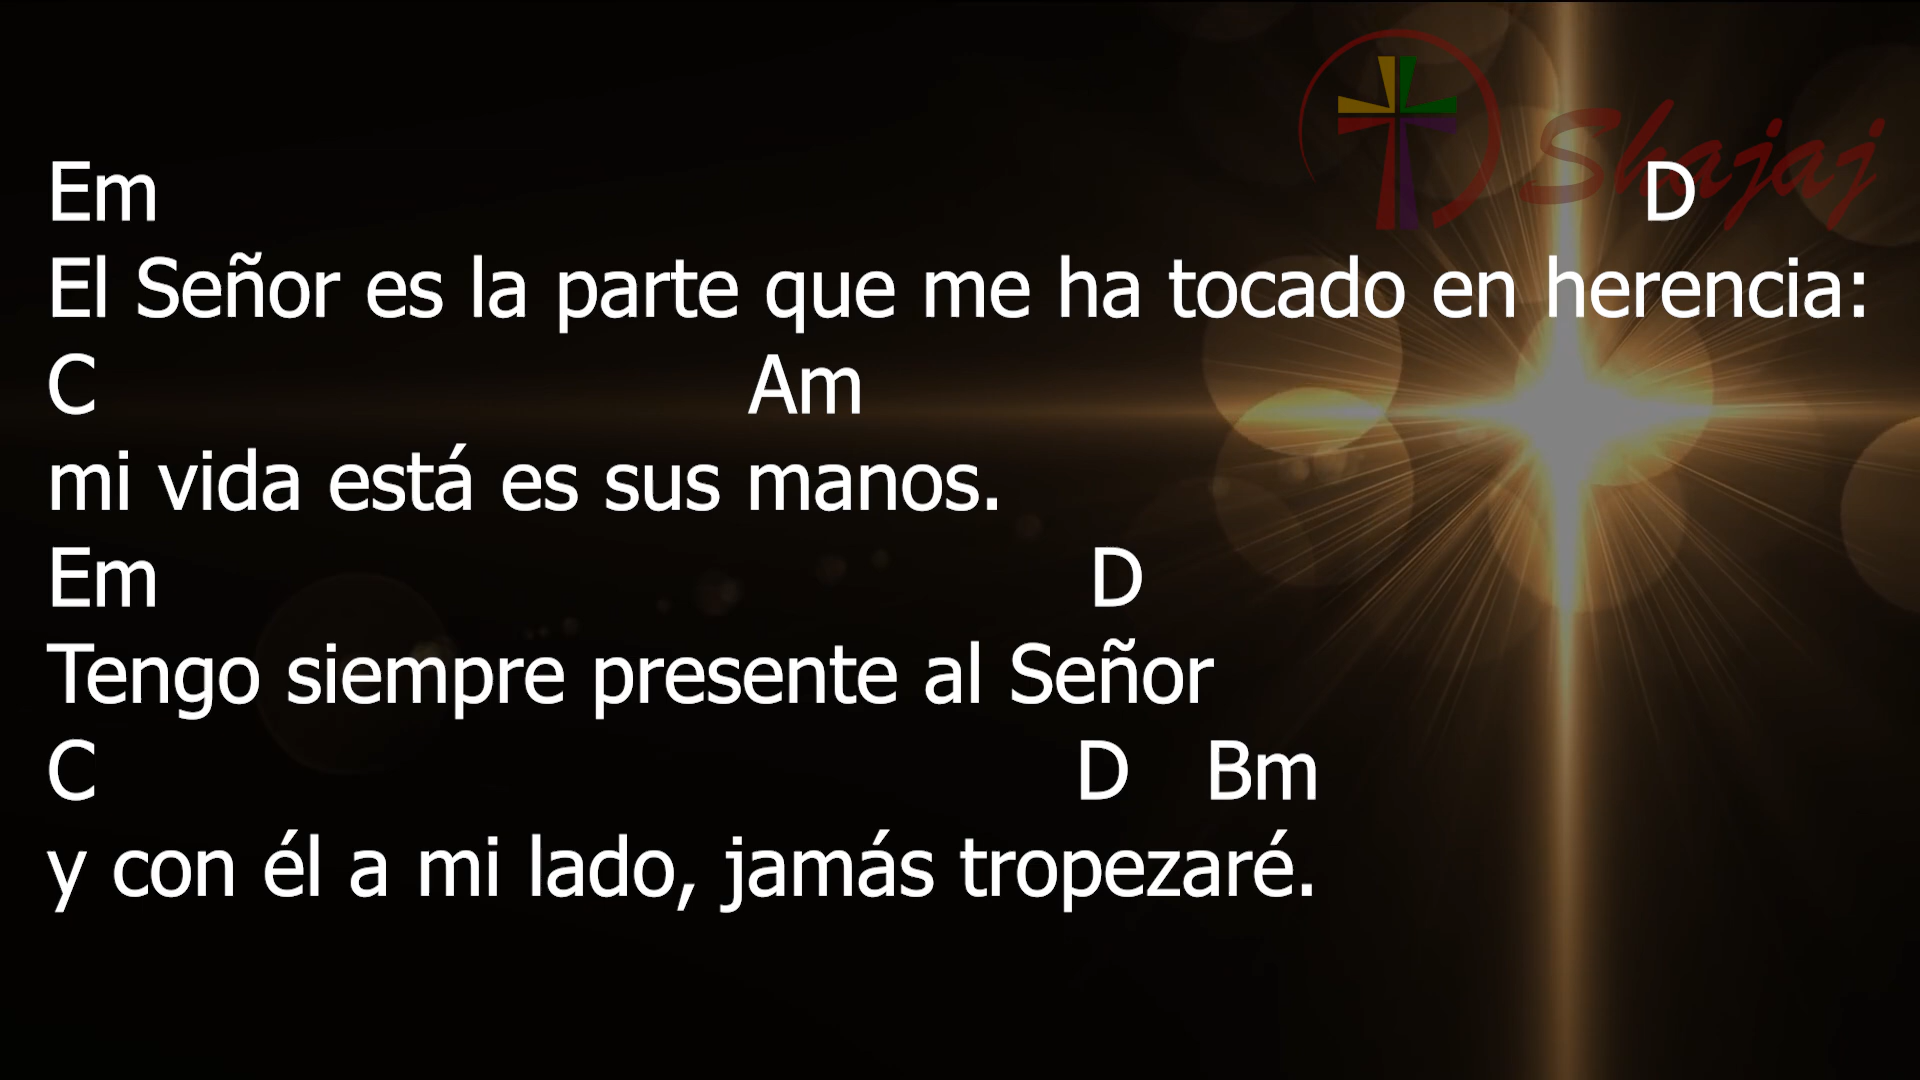 Shajaj
Em D
El Señor es la parte que me ha tocado en herencia:
C Am
mi vida está es sus manos.
Em D
Tengo siempre presente al Señor
C D Bm
y con él a mi lado, jamás tropezaré.